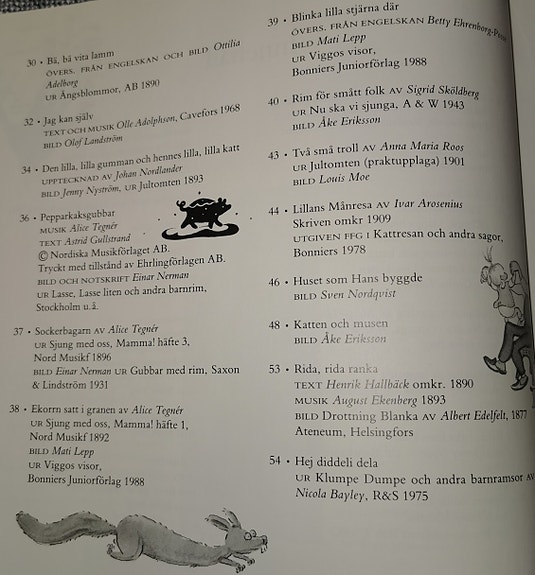 30 • Bä, bä vita lamm
ÖVERS. FRÅN ENGELSKAN OCH BILD Ottilia
Adelborg
UR Ängsblommor, AB 1890
32 • Jag kan själv
TEXT OCH MUSIK Olle Adolphson, Cavefors 1968
BILD Olof Landström
34 • Den lilla, lilla gumman och hennes lilla, lilla katt
UPPTECKNAD AV Johan Nordlander
BILD Jenny Nyström, UR Jultomten 1893
36 • Pepparkaksgubbar
MUSIK Alice Tegnér
TEXT Astrid Gullstrand
© Nordiska Musikförlaget AB.
Tryckt med tillstånd av Ehrlingförlagen AB.
BILD OCH NOTSKRIFT Einar Nerman
UR Lasse, Lasse liten och andra barnrim,
Stockholm u.å.
37 • Sockerbagarn AV Alice Tegnér
UR Sjung med oss, Mamma! häfte 3,
Nord Musikf 1896
BILD Einar Nerman UR Gubbar med rim, Saxon
& Lindström 1931
38 • Ekorrn satt i granen av Alice Tegnér
UR Sjung med oss, Mamma! häfte 1,
Nord Musikf 1892
BILD Mati Lepp
UR Viggos visor,
Bonniers Juniorförlag 1988
39 • Blinka lilla stjärna där
ÖVERS. FRÅN ENGELSKAN Betty Ehrenborg-Posse
BILD Mati Lepp
UR Viggos visor,
Bonniers Juniorförlag 1988
40 • Rim för smått folk AV Sigrid Sköldberg
UR Nu ska vi sjunga, A & W 1943
BILD Åke Eriksson
43 • Två små troll AV Anna Maria Roos
UR Jultomten (praktupplaga) 1901
BILD Louis Moe
44 • Lillans Månresa AV Ivar Arosenius
Skriven omkr 1909
UTGIVEN FFG I Kattresan och andra sagor,
Bonniers 1978
46 • Huset som Hans byggde
BILD Sven Nordqvist
48 • Katten och musen
BILD Åke Eriksson
53 • Rida, rida ranka
TEXT Henrik Hallbäck omkr. 1890
MUSIK August Ekenberg 1893
BILD Drottning Blanka AV Albert Edelfelt, 1877
Ateneum, Helsingfors
54 • Hej diddeli dela
UR Klumpe Dumpe och andra barnramsor AV
Nicola Bayley, R&S 1975